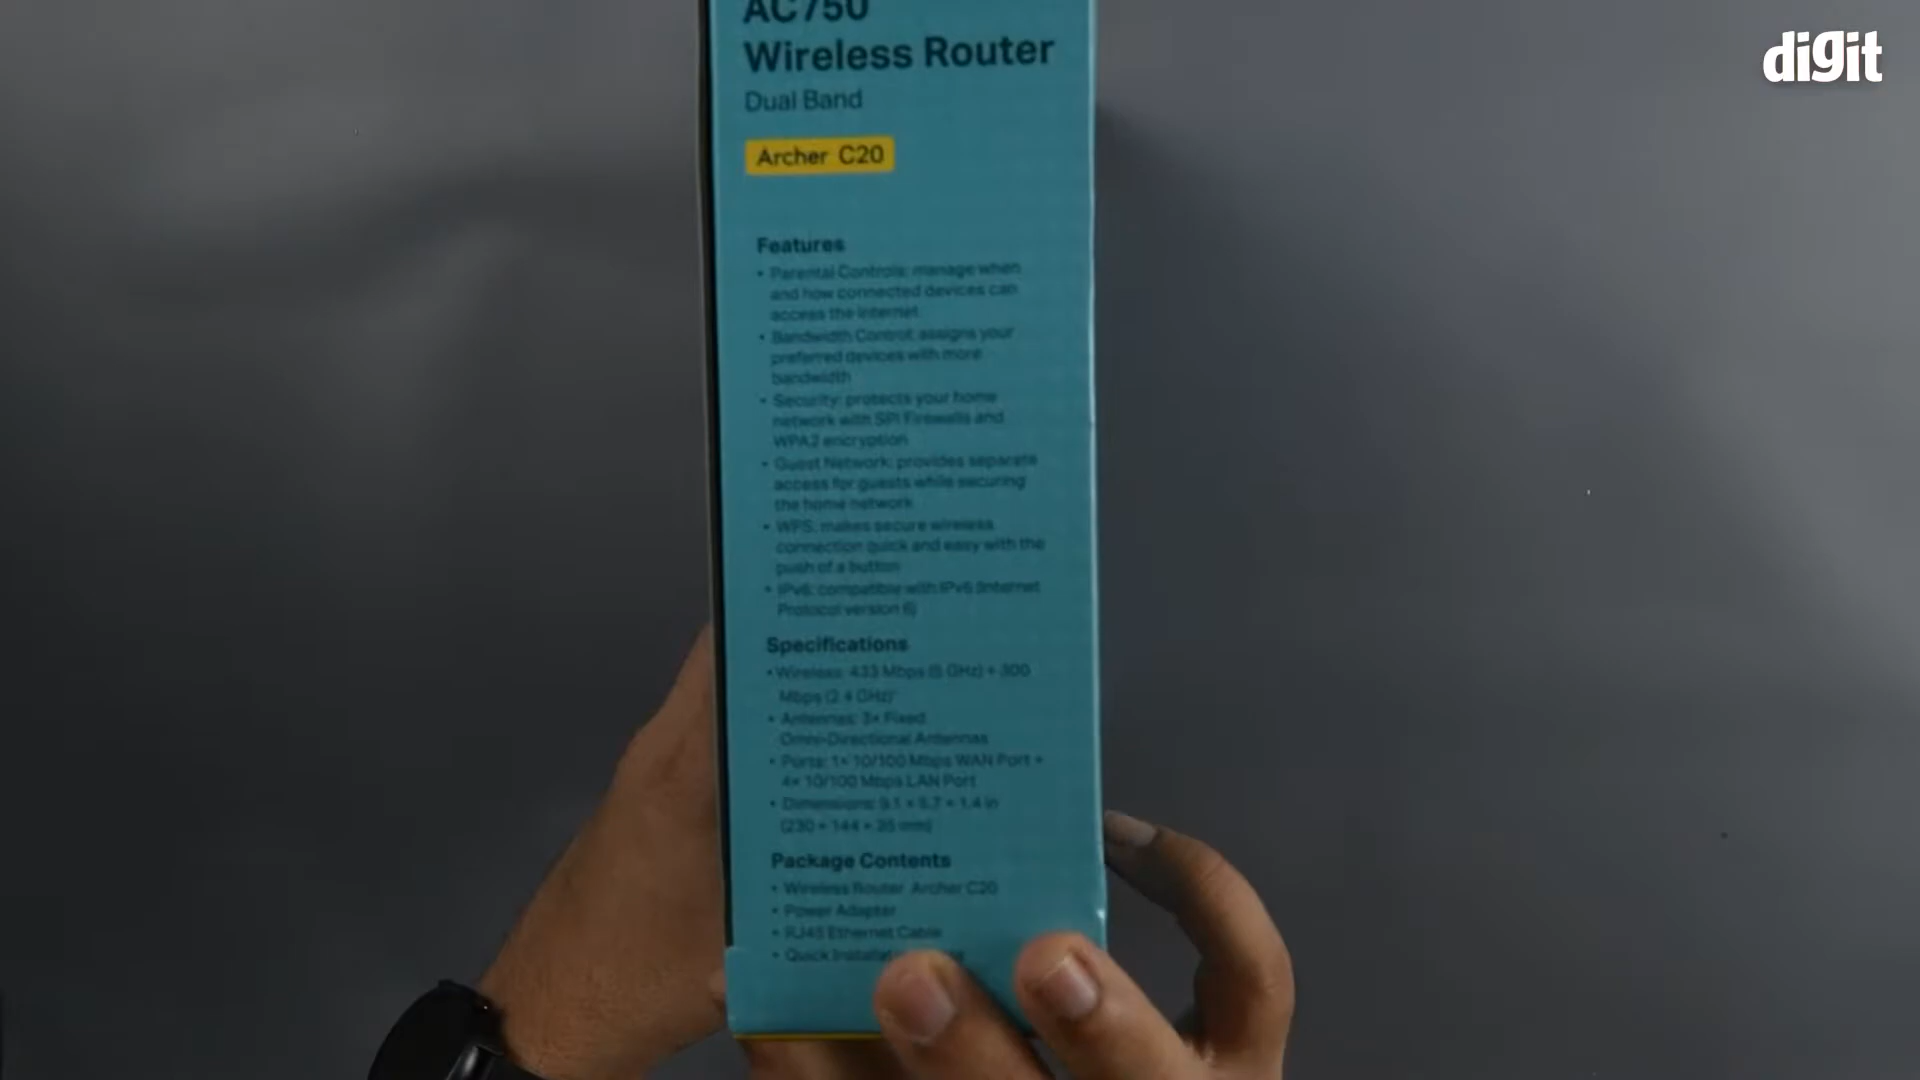 digit
AC750
Wireless Router
Dual Band
Archer C20
Features
• Parental Controls: manage when
and how connected devices can
access the internet
• Bandwidth Control: assigns your
preferred devices with more
bandwidth
• Security: protects your home
network with SPI Firewalls and
WPA2 encryption
• Guest Network: provides separate
access for guests while securing
the home network
• WPS: makes secure wireless
connection quick and easy with the
push of a button
• IPv6: compatible with IPv6 (Internet
Protocol version 6)
Specifications
• Wireless: 433 Mbps (5 GHz) + 300
Mbps (2.4 GHz)
• Antennas: 3× Fixed
Omni-Directional Antennas
• Ports: 1× 10/100 Mbps WAN Port +
4× 10/100 Mbps LAN Port
• Dimensions: 9.1 × 5.7 × 1.4 in
(230 × 144 × 35 mm)
Package Contents
• Wireless Router Archer C20
• Power Adapter
• RJ45 Ethernet Cable
• Quick